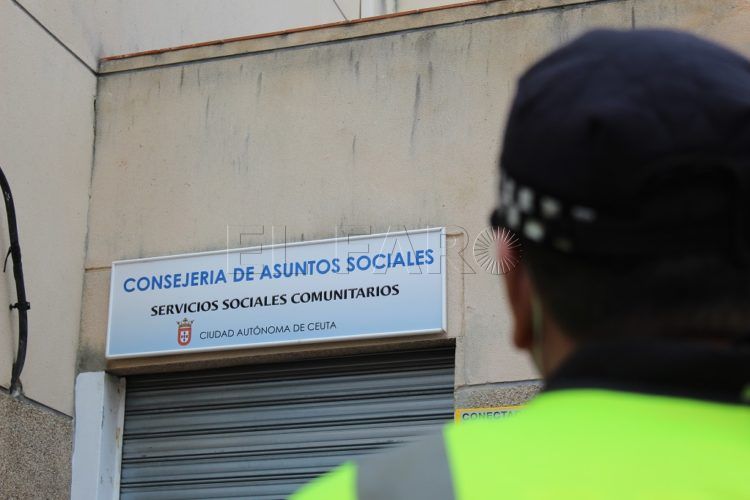 EL FARO
CONSEJERIA DE ASUNTOS SOCIALES
SERVICIOS SOCIALES COMUNITARIOS
CIUDAD AUTÓNOMA DE CEUTA